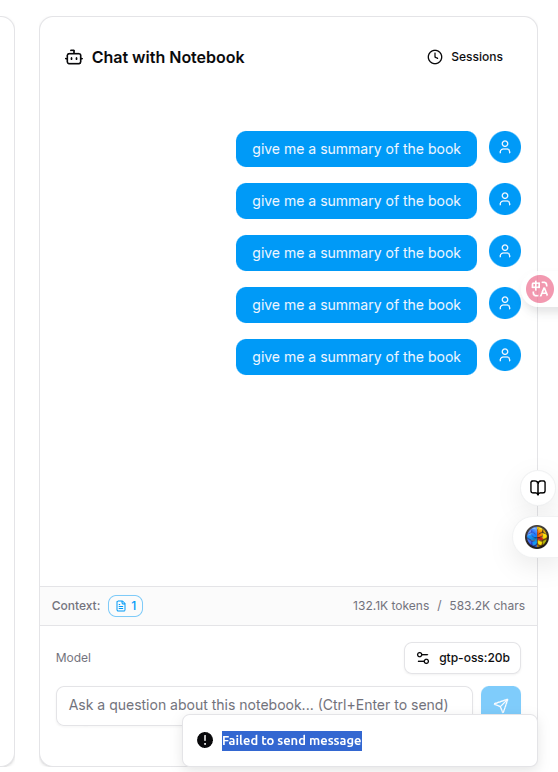 Chat with Notebook
Sessions
give me a summary of the book
give me a summary of the book
give me a summary of the book
give me a summary of the book
give me a summary of the book
中A
Context: 1 132.1K tokens / 583.2K chars
Model gtp-oss:20b
Ask a question about this notebook... (Ctrl+Enter to send)
Failed to send message